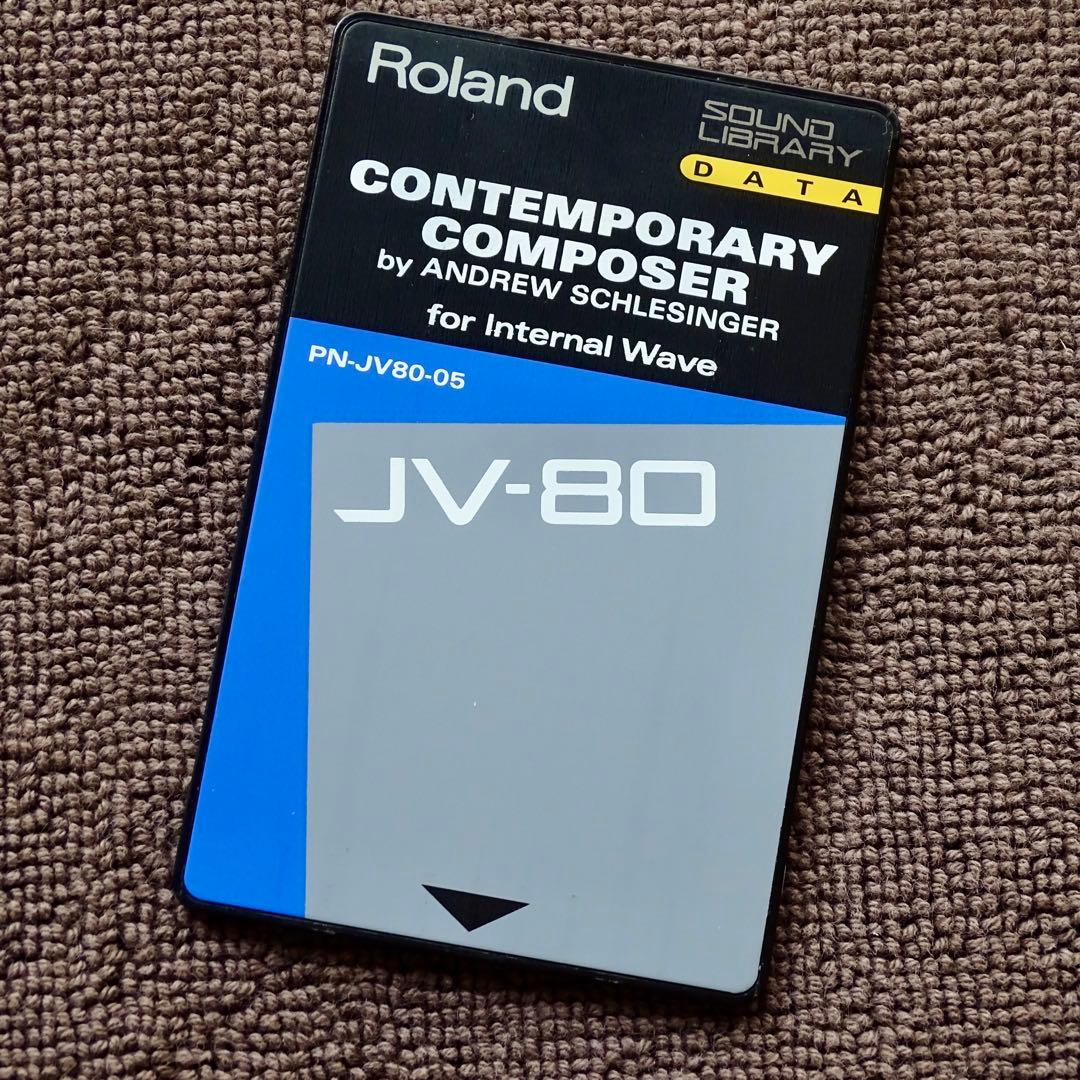 Roland
SOUND
LIBRARY
DATA
CONTEMPORARY
COMPOSER
by ANDREW SCHLESINGER
for Internal Wave
PN-JV80-05
JV-80